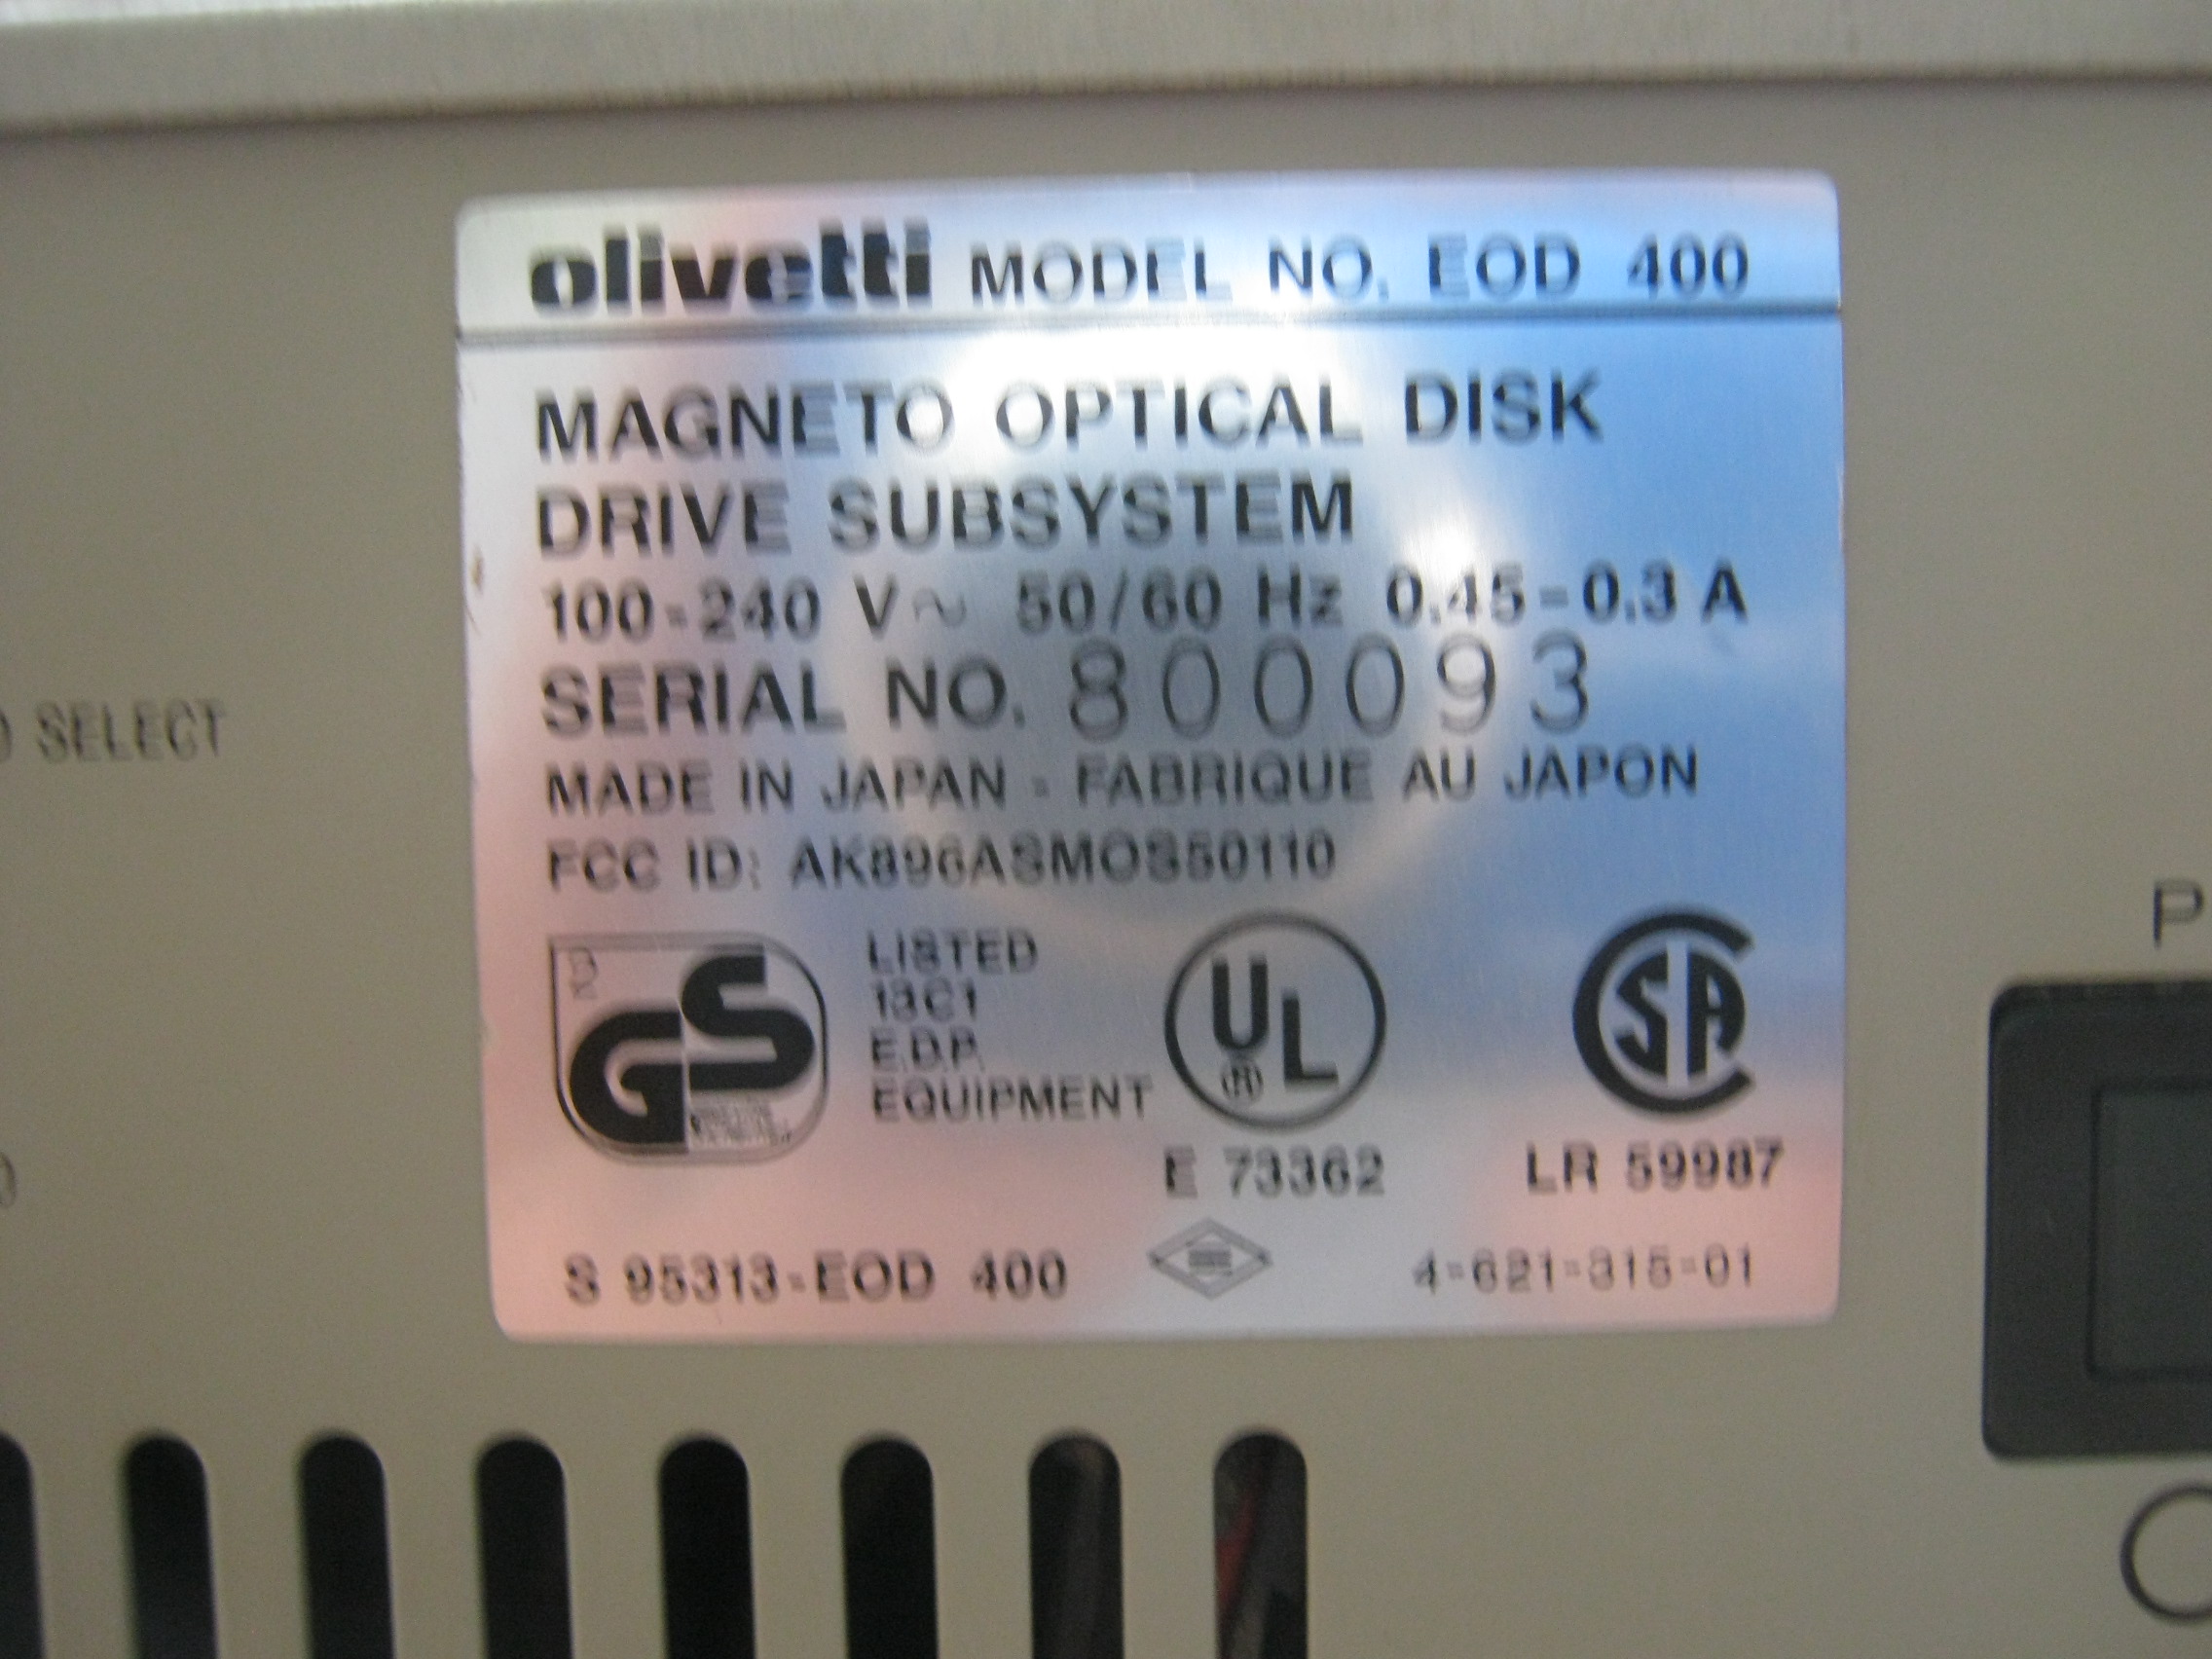 olivetti MODEL NO. EOD 400
MAGNETO OPTICAL DISK
DRIVE SUBSYSTEM
100-240 V~ 50/60 Hz 0.45-0.3 A
SERIAL NO. 800093
MADE IN JAPAN - FABRIQUE AU JAPON
FCC ID: AK896ASMOS50110
GS
LISTED
13C1
E.D.P.
EQUIPMENT
UL
®
E 73362
CSA
LR 59987
S 95313-EOD 400
4-621-315-01
SELECT
P